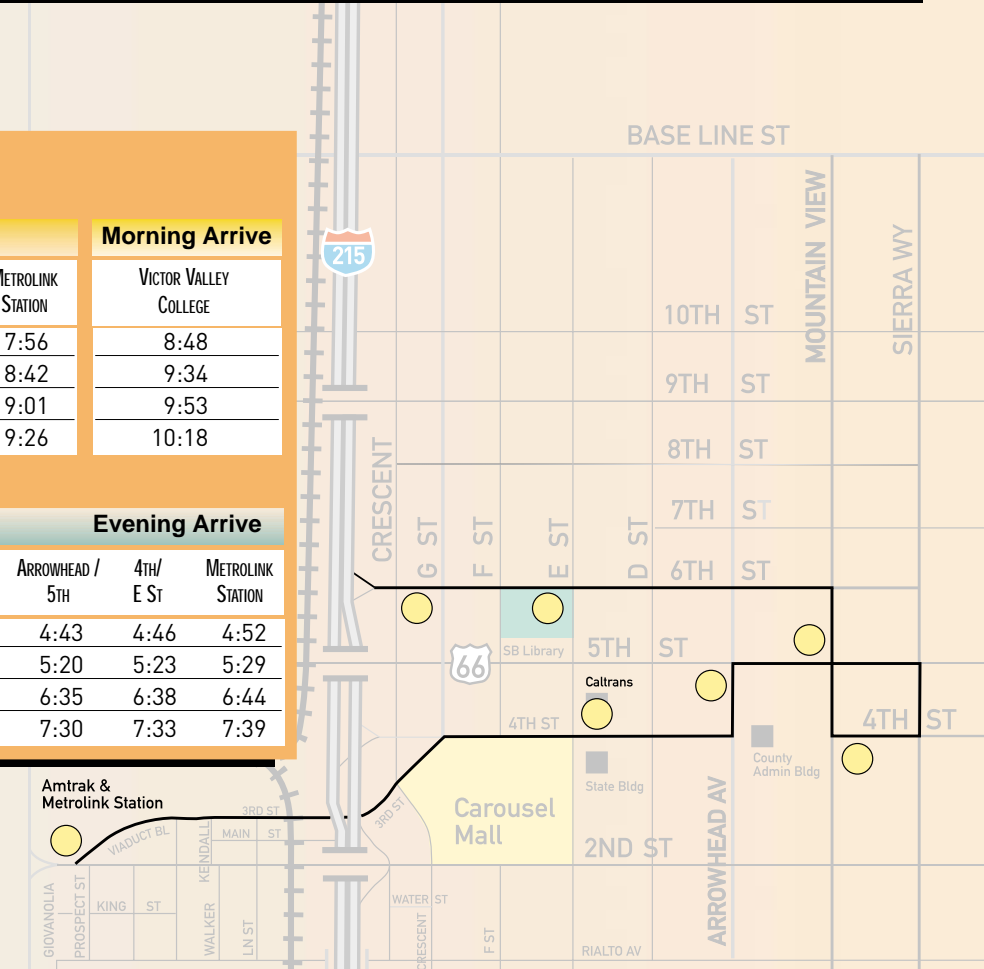 BASE LINE ST
MOUNTAIN VIEW
SIERRA WY
Morning Arrive
METROLINK
STATION
VICTOR VALLEY
COLLEGE
7:56 8:48
8:42 9:34
9:01 9:53
9:26 10:18
215
10TH ST
9TH ST
8TH ST
7TH ST
6TH ST
CRESCENT
G ST
F ST
E ST
D ST
Evening Arrive
ARROWHEAD /
5TH
4TH/
E ST
METROLINK
STATION
4:43 4:46 4:52
5:20 5:23 5:29
6:35 6:38 6:44
7:30 7:33 7:39
66
SB Library
5TH ST
Caltrans
4TH ST
4TH ST
County
Admin Bldg
State Bldg
Amtrak &
Metrolink Station
3RD ST
3RD ST
VIADUCT BL
KENDALL
MAIN ST
Carousel
Mall
2ND ST
ARROWHEAD AV
GIOVANOLIA
PROSPECT ST
KING ST
WALKER
LN ST
WATER ST
CRESCENT
F ST
RIALTO AV